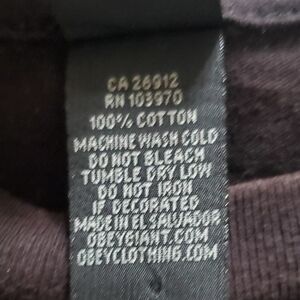 CA 26912
RN 103970
100% COTTON
MACHINE WASH COLD
DO NOT BLEACH
TUMBLE DRY LOW
DO NOT IRON
IF DECORATED
MADE IN EL SALVADOR
OBEYGIANT.COM
OBEYCLOTHING.COM